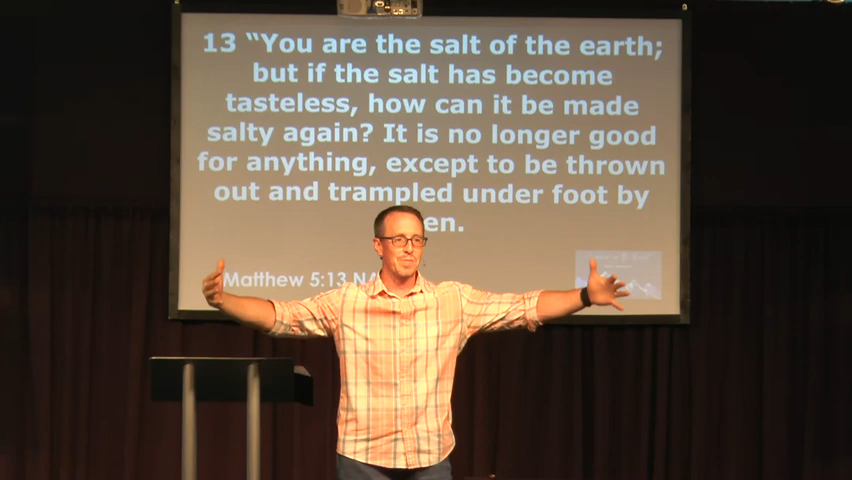 13 “You are the salt of the earth;
but if the salt has become
tasteless, how can it be made
salty again? It is no longer good
for anything, except to be thrown
out and trampled under foot by
en.
Matthew 5:13 NA